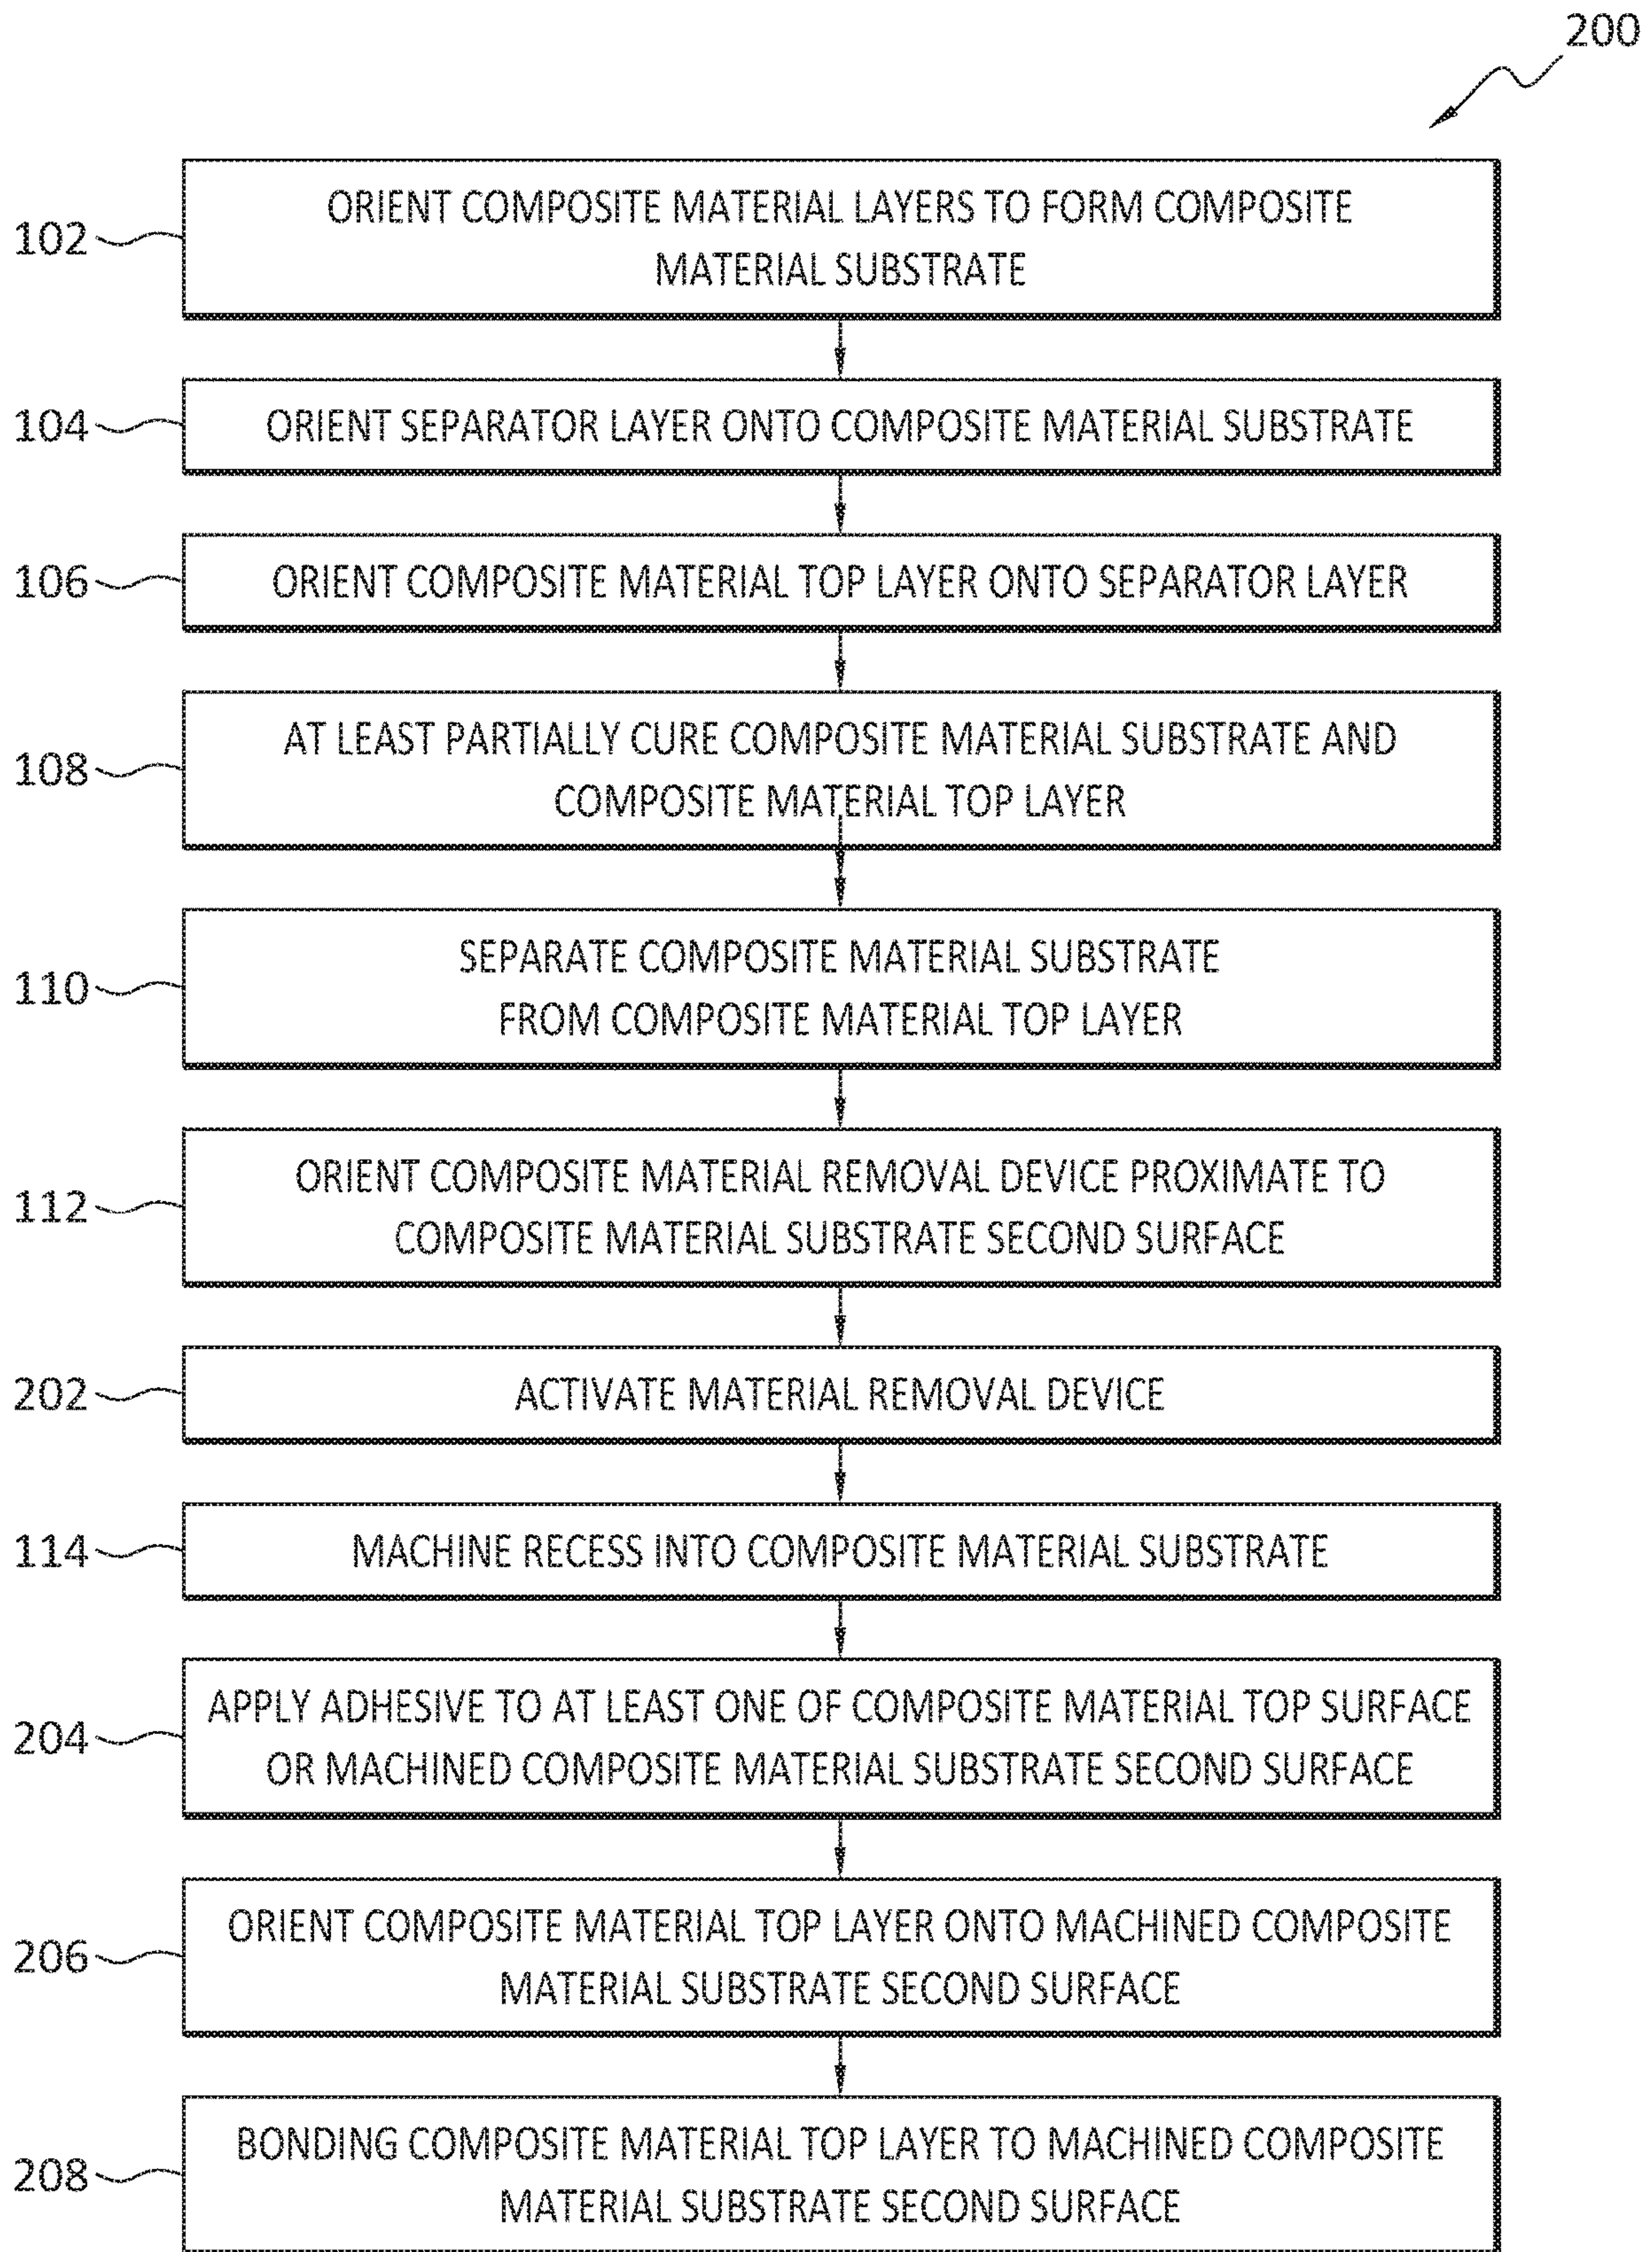 200
102
ORIENT COMPOSITE MATERIAL LAYERS TO FORM COMPOSITE
MATERIAL SUBSTRATE
104
ORIENT SEPARATOR LAYER ONTO COMPOSITE MATERIAL SUBSTRATE
106
ORIENT COMPOSITE MATERIAL TOP LAYER ONTO SEPARATOR LAYER
108
AT LEAST PARTIALLY CURE COMPOSITE MATERIAL SUBSTRATE AND
COMPOSITE MATERIAL TOP LAYER
110
SEPARATE COMPOSITE MATERIAL SUBSTRATE
FROM COMPOSITE MATERIAL TOP LAYER
112
ORIENT COMPOSITE MATERIAL REMOVAL DEVICE PROXIMATE TO
COMPOSITE MATERIAL SUBSTRATE SECOND SURFACE
202
ACTIVATE MATERIAL REMOVAL DEVICE
114
MACHINE RECESS INTO COMPOSITE MATERIAL SUBSTRATE
204
APPLY ADHESIVE TO AT LEAST ONE OF COMPOSITE MATERIAL TOP SURFACE
OR MACHINED COMPOSITE MATERIAL SUBSTRATE SECOND SURFACE
206
ORIENT COMPOSITE MATERIAL TOP LAYER ONTO MACHINED COMPOSITE
MATERIAL SUBSTRATE SECOND SURFACE
208
BONDING COMPOSITE MATERIAL TOP LAYER TO MACHINED COMPOSITE
MATERIAL SUBSTRATE SECOND SURFACE